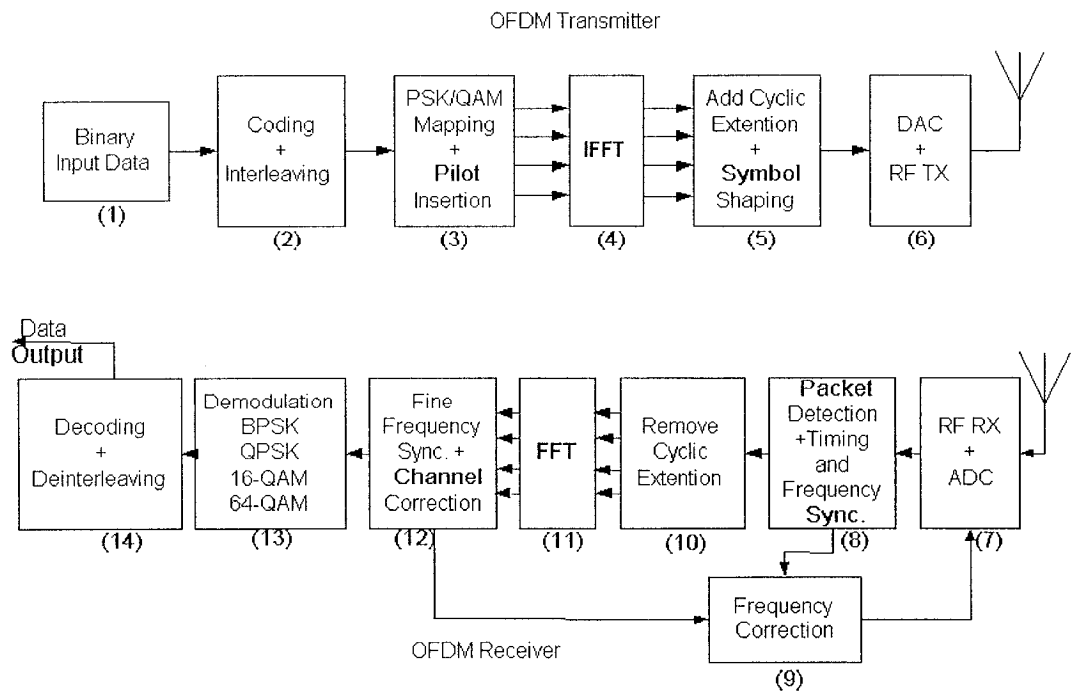 OFDM Transmitter
Binary
Input Data
(1)
Coding
+
Interleaving
(2)
PSK/QAM
Mapping
+
Pilot
Insertion
(3)
IFFT
(4)
Add Cyclic
Extention
+
Symbol
Shaping
(5)
DAC
+
RF TX
(6)
Data
Output
Decoding
+
Deinterleaving
(14)
Demodulation
BPSK
QPSK
16-QAM
64-QAM
(13)
Fine
Frequency
Sync. +
Channel
Correction
(12)
FFT
(11)
Remove
Cyclic
Extention
(10)
Packet
Detection
+Timing
and
Frequency
Sync.
(8)
RF RX
+
ADC
(7)
Frequency
Correction
(9)
OFDM Receiver